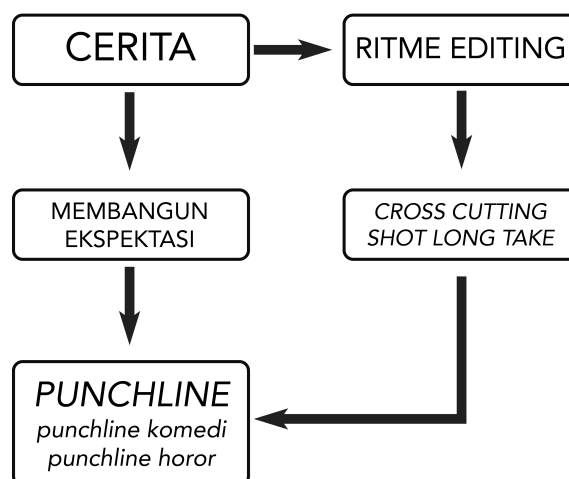 CERITA
RITME EDITING
MEMBANGUN
EKSPEKTASI
CROSS CUTTING
SHOT LONG TAKE
PUNCHLINE
punchline komedi
punchline horor